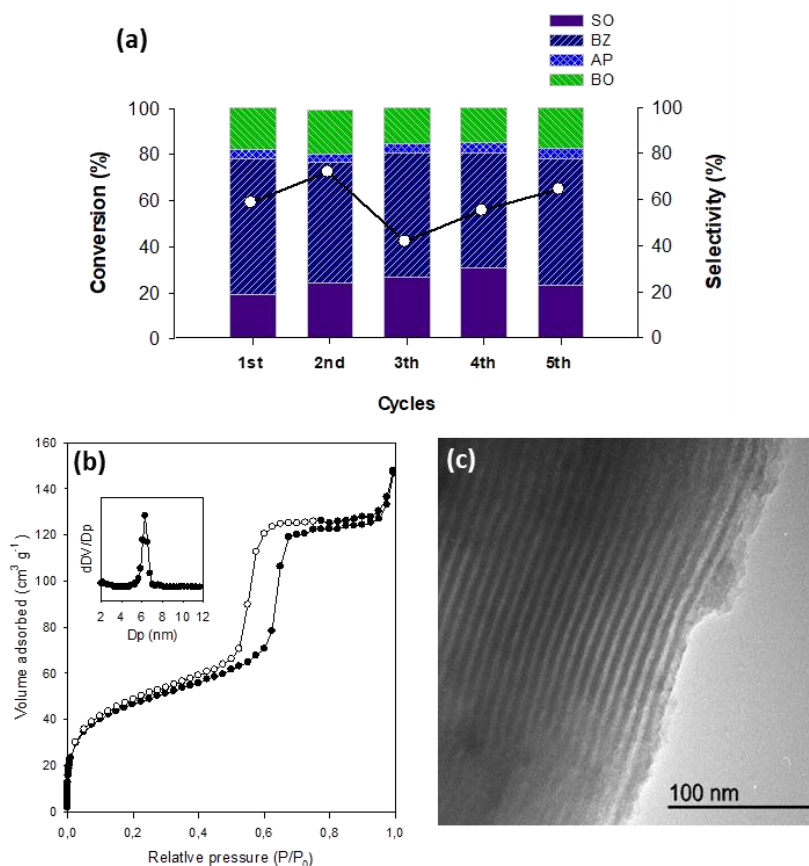 (a)
SO
BZ
AP
BO
Conversion (%)
100
80
60
40
20
0
100
80
60
40
20
0
Selectivity (%)
1st 2nd 3th 4th 5th
Cycles
(b)
Volume adsorbed (cm³ g⁻¹)
160
140
120
100
80
60
40
20
0
dDV/Dp
2 4 6 8 10 12
Dp (nm)
0,0 0,2 0,4 0,6 0,8 1,0
Relative pressure (P/P₀)
(c)
100 nm